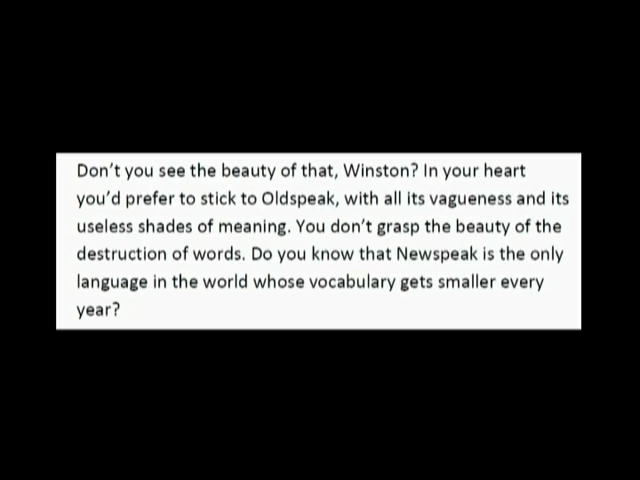 Don't you see the beauty of that, Winston? In your heart
you'd prefer to stick to Oldspeak, with all its vagueness and its
useless shades of meaning. You don't grasp the beauty of the
destruction of words. Do you know that Newspeak is the only
language in the world whose vocabulary gets smaller every
year?